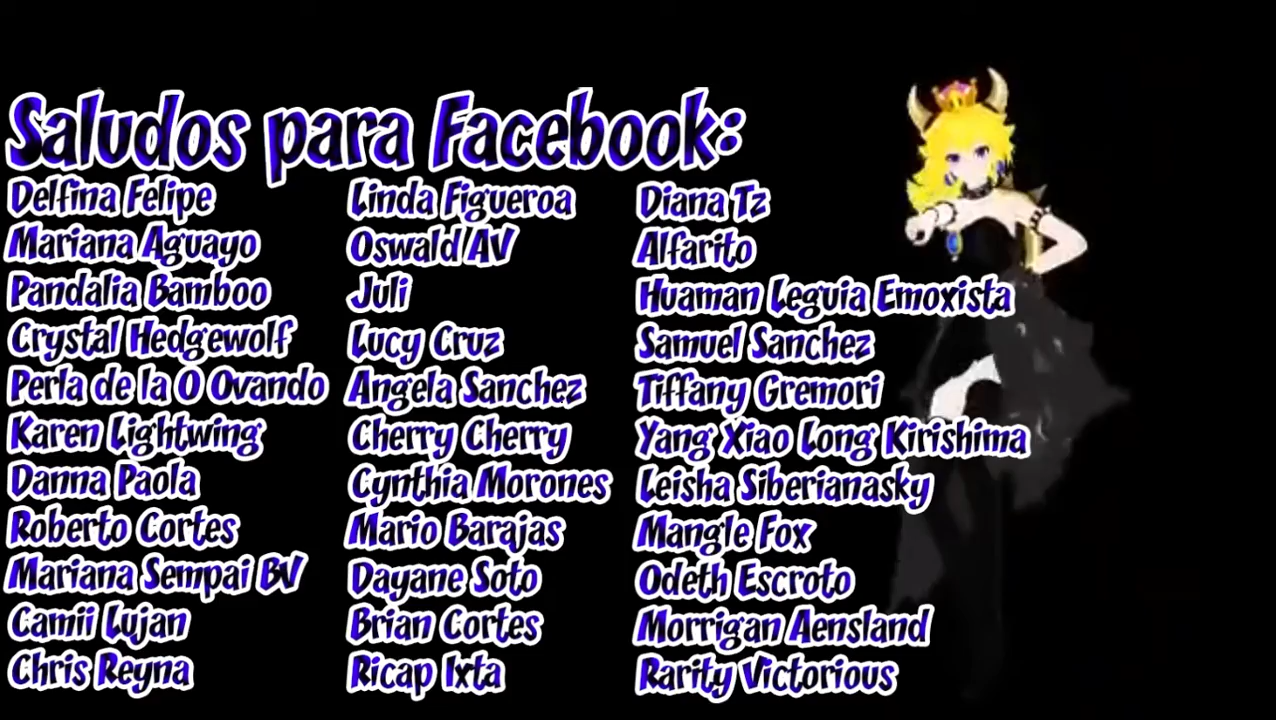 Saludos para Facebook:
Delfina Felipe
Mariana Aguayo
Pandalia Bamboo
Crystal Hedgewolf
Perla de la O Ovando
Karen Lightwing
Danna Paola
Roberto Cortes
Mariana Sempai BV
Camii Lujan
Chris Reyna
Linda Figueroa
Oswald AV
Juli
Lucy Cruz
Angela Sanchez
Cherry Cherry
Cynthia Morones
Mario Barajas
Dayane Soto
Brian Cortes
Ricap Ixta
Diana Tz
Alfarito
Huaman Leguia Emoxista
Samuel Sanchez
Tiffany Gremori
Yang Xiao Long Kirishima
Leisha Siberianasky
Mangle Fox
Odeth Escroto
Morrigan Aensland
Rarity Victorious